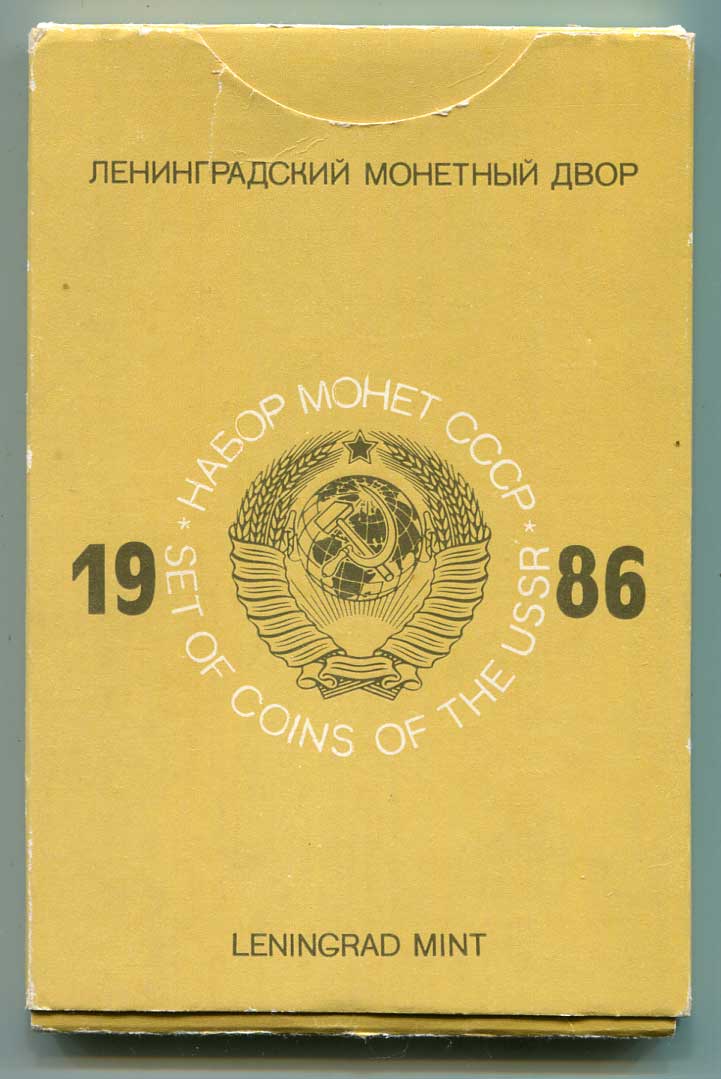 ЛЕНИНГРАДСКИЙ МОНЕТНЫЙ ДВОР
* НАБОР МОНЕТ СССР *
19 86
SET OF COINS OF THE USSR
LENINGRAD MINT